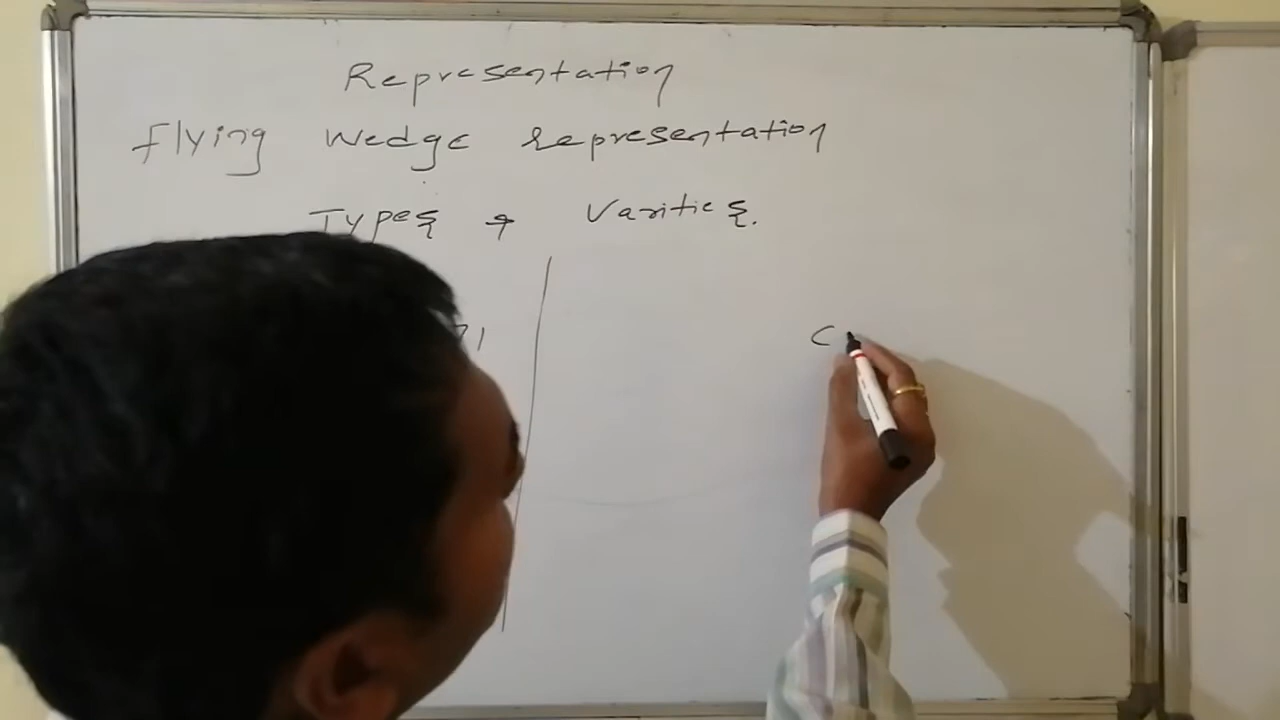 Representation
Flying Wedge representation
Types & Varities.
C